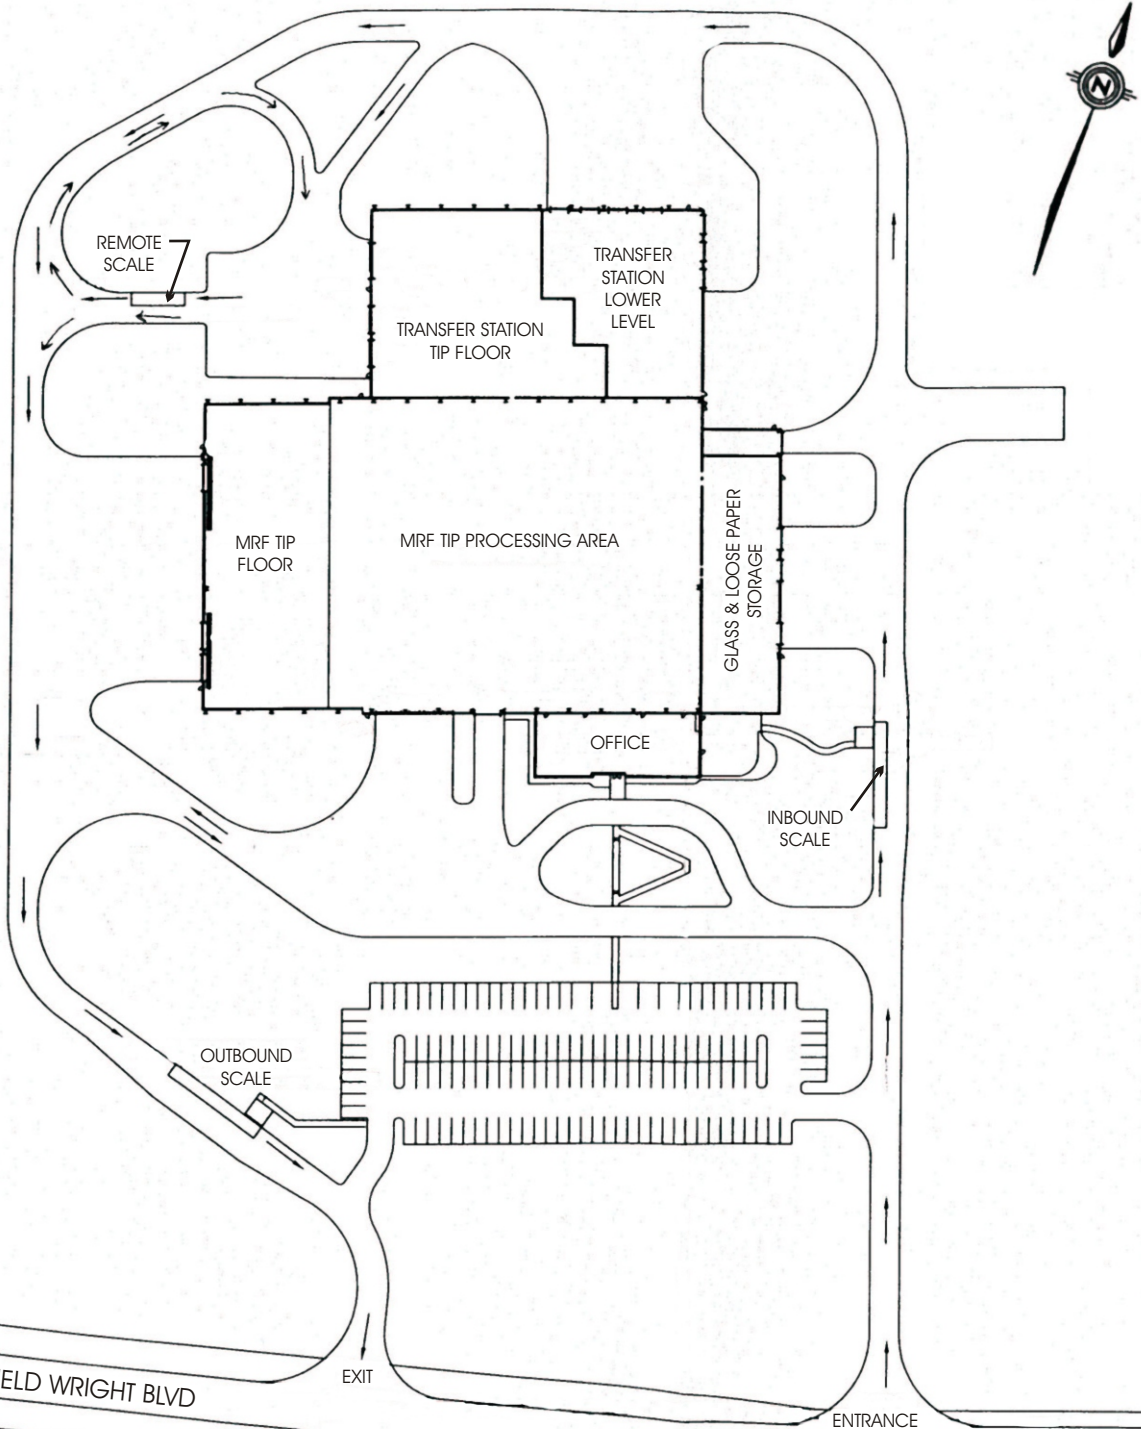 N
REMOTE
SCALE
TRANSFER
STATION
LOWER
LEVEL
TRANSFER STATION
TIP FLOOR
MRF TIP
FLOOR
MRF TIP PROCESSING AREA
GLASS & LOOSE PAPER
STORAGE
OFFICE
INBOUND
SCALE
OUTBOUND
SCALE
EXIT
ELD WRIGHT BLVD
ENTRANCE